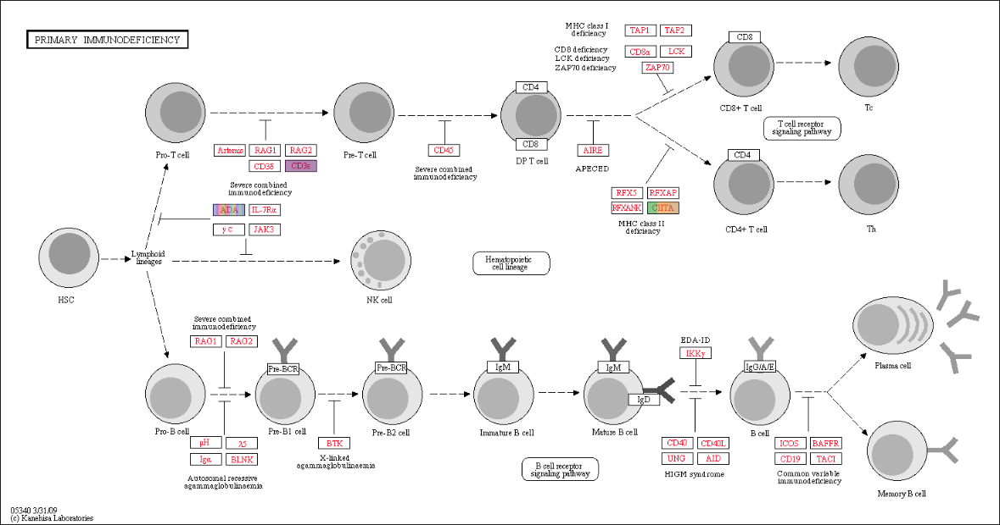 PRIMARY IMMUNODEFICIENCY
MHC class I
deficiency
TAP1
TAP2
CD8 deficiency
LCK deficiency
ZAP70 deficiency
CD8α
LCK
ZAP70
CD8
CD8+ T cell
Tc
T cell receptor
signaling pathway
Pro-T cell
Artemis
RAG1
RAG2
CD3δ
CD3ε
Severe combined
immunodeficiency
Pre-T cell
CD45
Severe combined
immunodeficiency
CD4
CD8
DP T cell
AIRE
APECED
RFX5
RFXAP
RFXANK
CIITA
MHC class II
deficiency
CD4
CD4+ T cell
Th
ADA
IL-7Rα
γc
JAK3
HSC
Lymphoid
lineages
NK cell
Hematopoietic
cell lineage
Severe combined
immunodeficiency
RAG1
RAG2
Pro-B cell
μH
λ5
Igα
BLNK
Autosomal recessive
agammaglobulinaemia
Pre-BCR
Pre-B1 cell
BTK
X-linked
agammaglobulinaemia
Pre-BCR
Pre-B2 cell
IgM
Immature B cell
IgM
IgD
Mature B cell
B cell receptor
signaling pathway
EDA-ID
IKKγ
CD40
CD40L
UNG
AID
HIGM syndrome
IgG/A/E
B cell
ICOS
BAFFR
CD19
TACI
Common variable
immunodeficiency
Plasma cell
Memory B cell
05340 3/31/09
(c) Kanehisa Laboratories